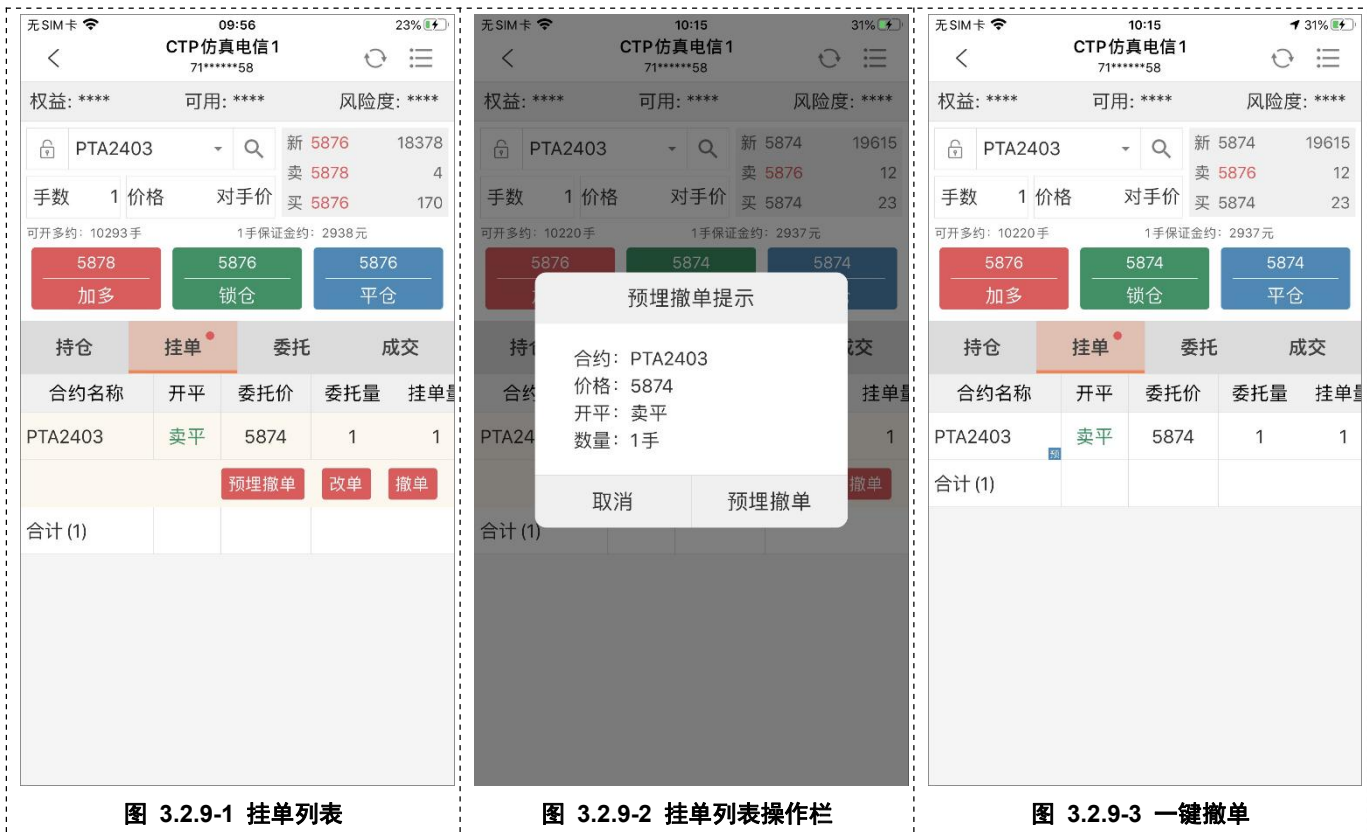 无SIM卡 09:56 23%
CTP仿真电信1
71******58
权益: **** 可用: **** 风险度: ****
PTA2403 新 5876 18378
卖 5878 4
手数 1 价格 对手价 买 5876 170
可开多约: 10293手 1手保证金约: 2938元
5878 5876 5876
加多 锁仓 平仓
持仓 挂单 委托 成交
合约名称 开平 委托价 委托量 挂单量
PTA2403 卖平 5874 1 1
预埋撤单 改单 撤单
合计 (1)
图 3.2.9-1 挂单列表
无SIM卡 10:15 31%
CTP仿真电信1
71******58
权益: **** 可用: **** 风险度: ****
PTA2403 新 5874 19615
卖 5876 12
手数 1 价格 对手价 买 5874 23
可开多约: 10220手 1手保证金约: 2937元
5876 5874 5874
预埋撤单提示
合约: PTA2403
价格: 5874
开平: 卖平
数量: 1手
取消 预埋撤单
成交
挂单量
PTA24 1
撤单
合计 (1)
图 3.2.9-2 挂单列表操作栏
无SIM卡 10:15 31%
CTP仿真电信1
71******58
权益: **** 可用: **** 风险度: ****
PTA2403 新 5874 19615
卖 5876 12
手数 1 价格 对手价 买 5874 23
可开多约: 10220手 1手保证金约: 2937元
5876 5874 5874
加多 锁仓 平仓
持仓 挂单 委托 成交
合约名称 开平 委托价 委托量 挂单量
PTA2403 预 卖平 5874 1 1
合计 (1)
图 3.2.9-3 一键撤单